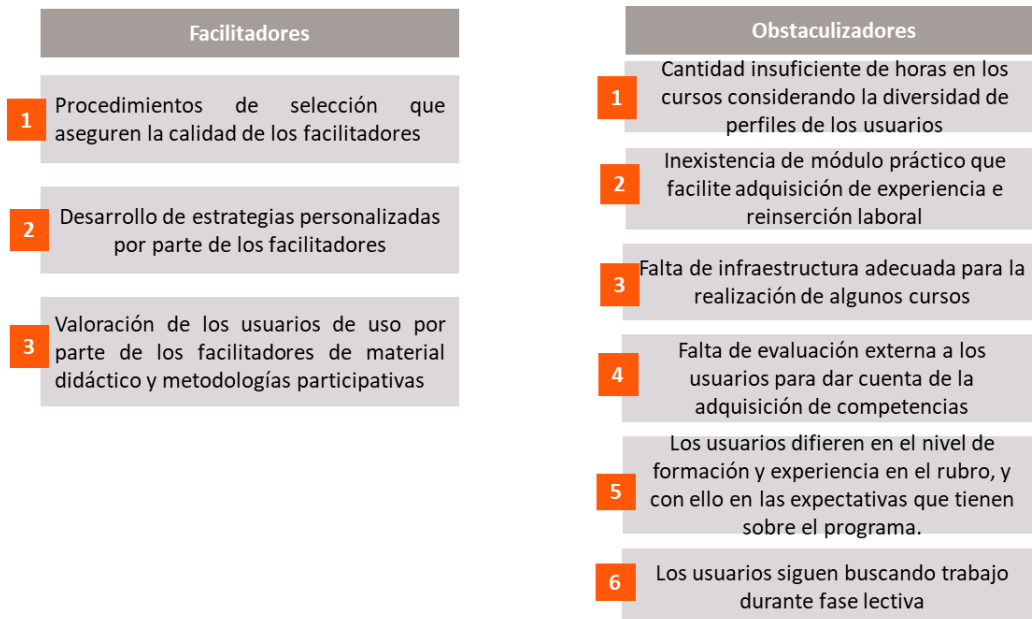 Facilitadores
1
Procedimientos de selección que
aseguren la calidad de los facilitadores
2
Desarrollo de estrategias personalizadas
por parte de los facilitadores
3
Valoración de los usuarios de uso por
parte de los facilitadores de material
didáctico y metodologías participativas
Obstaculizadores
1
Cantidad insuficiente de horas en los
cursos considerando la diversidad de
perfiles de los usuarios
2
Inexistencia de módulo práctico que
facilite adquisición de experiencia e
reinserción laboral
3
Falta de infraestructura adecuada para la
realización de algunos cursos
4
Falta de evaluación externa a los
usuarios para dar cuenta de la
adquisición de competencias
5
Los usuarios difieren en el nivel de
formación y experiencia en el rubro, y
con ello en las expectativas que tienen
sobre el programa.
6
Los usuarios siguen buscando trabajo
durante fase lectiva